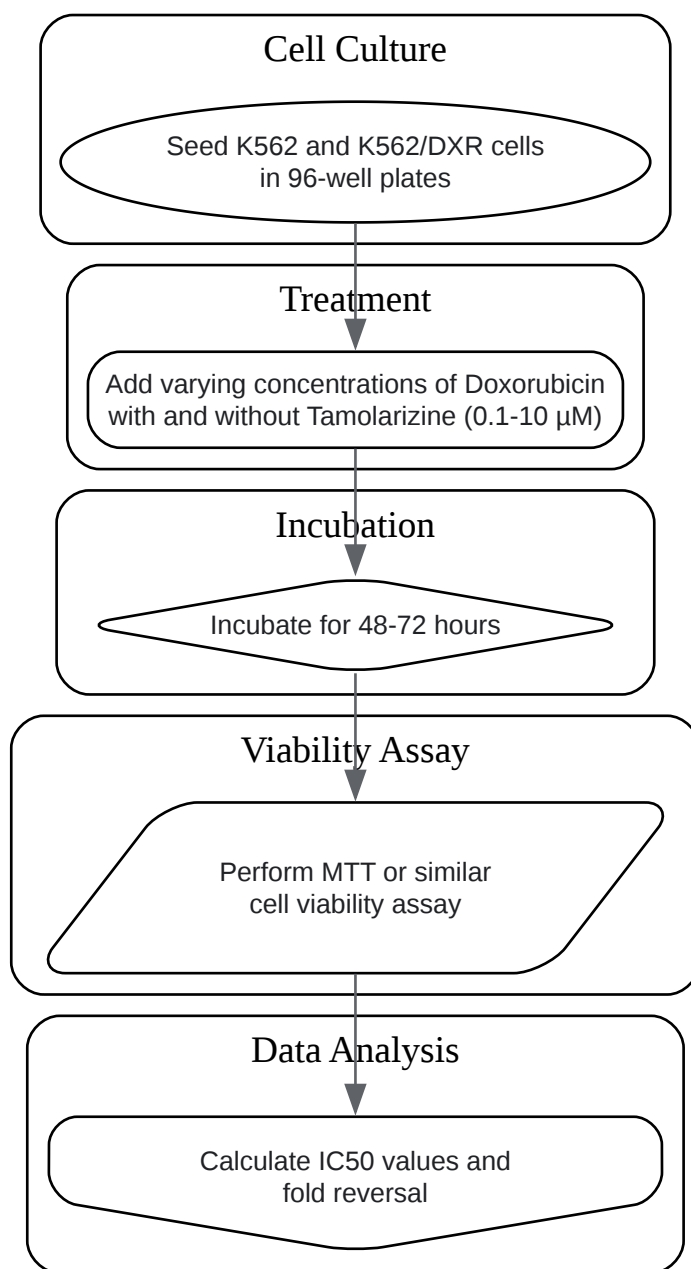 Cell Culture
Seed K562 and K562/DXR cells
in 96-well plates
Treatment
Add varying concentrations of Doxorubicin
with and without Tamolarizine (0.1-10 µM)
Incubation
Incubate for 48-72 hours
Viability Assay
Perform MTT or similar
cell viability assay
Data Analysis
Calculate IC50 values and
fold reversal